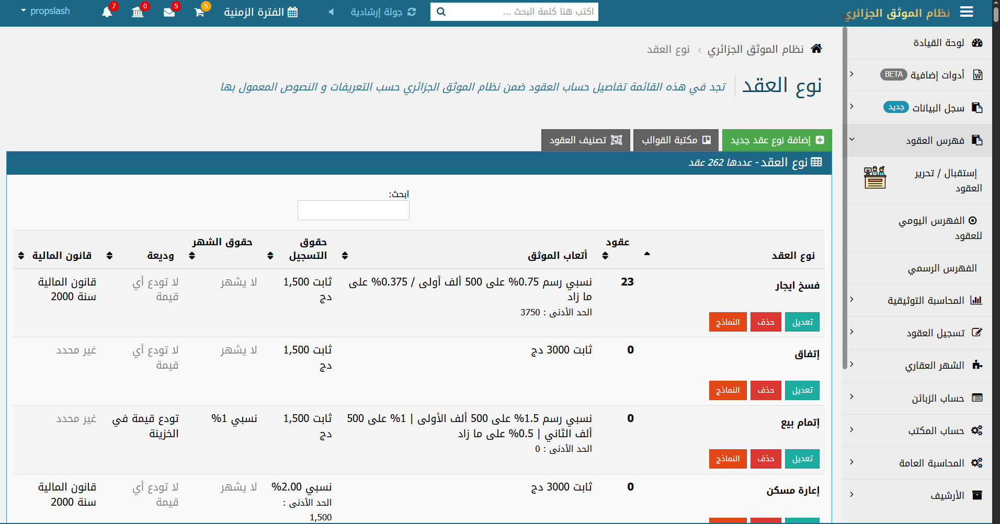 نظام الموثق الجزائري
اكتب هنا كلمة البحث ...
جولة إرشادية
الفترة الزمنية
5
5
0
7
propslash
لوحة القيادة
أدوات إضافية BETA
سجل البيانات جديد
فهرس العقود
إستقبال / تحرير
العقود
الفهرس اليومي
للعقود
الفهرس الرسمي
المحاسبة التوثيقية
تسجيل العقود
الشهر العقاري
حساب الزبائن
حساب المكتب
المحاسبة العامة
الأرشيف
نظام الموثق الجزائري › نوع العقد
نوع العقد تجد في هذه القائمة تفاصيل حساب العقود ضمن نظام الموثق الجزائري حسب التعريفات و النصوص المعمول بها
إضافة نوع عقد جديد
مكتبة القوالب
تصنيف العقود
نوع العقد - عددها 262 عقد
ابحث:
نوع العقد
عقود
أتعاب الموثق
حقوق
التسجيل
حقوق الشهر
وديعة
قانون المالية
فسخ ايجار
تعديل
حذف
النماذج
23
نسبي رسم 0.75% على 500 ألف أولى / 0.375% على
ما زاد
الحد الأدنى : 3750
ثابت 1,500
دج
لا يشهر
لا تودع أي
قيمة
قانون المالية
سنة 2000
إتفاق
تعديل
حذف
النماذج
0
ثابت 3000 دج
ثابت 1,500
دج
لا يشهر
لا تودع أي
قيمة
غير محدد
إتمام بيع
تعديل
حذف
النماذج
0
نسبي رسم 1.5% على 500 ألف الأولى | 1% على 500
ألف الثاني | 0.5% على ما زاد
الحد الأدنى : 0
ثابت 1,500
دج
نسبي 1%
تودع قيمة في
الخزينة
غير محدد
إعارة مسكن
0
ثابت 3000 دج
نسبي 2.00%
الحد الأدنى :
1,500
لا يشهر
لا تودع أي
قيمة
قانون المالية
سنة 2000